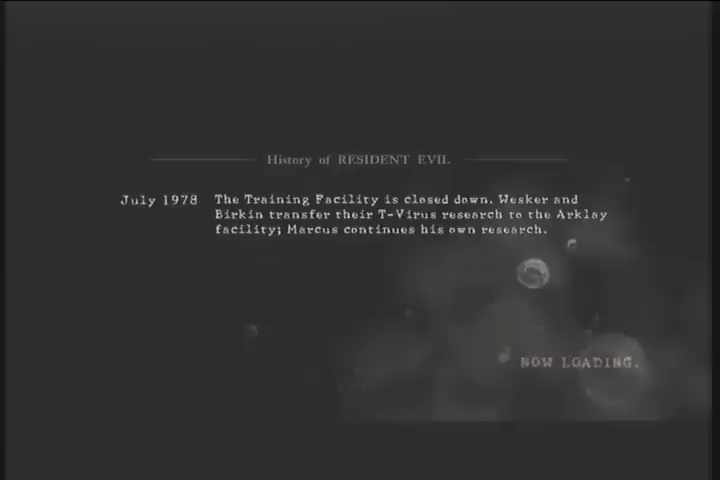 History of RESIDENT EVIL
July 1978 The Training Facility is closed down. Wesker and
Birkin transfer their T-Virus research to the Arklay
facility; Marcus continues his own research.
NOW LOADING.